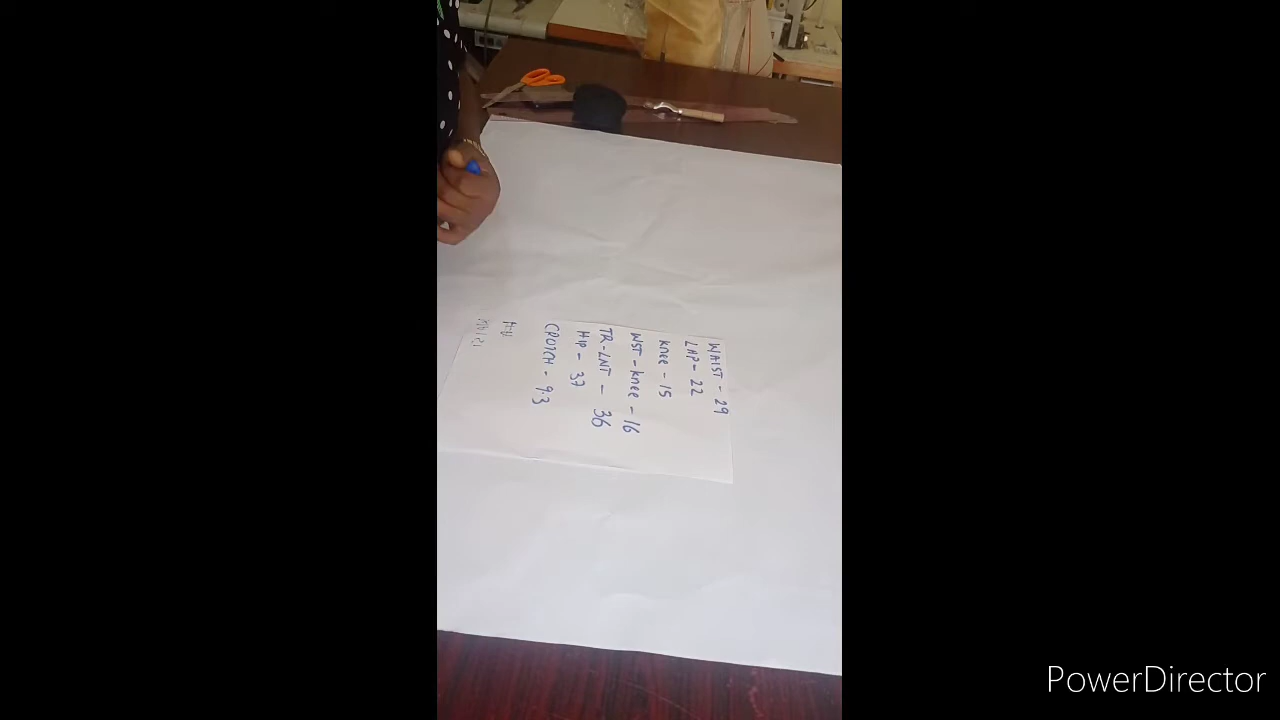 WAIST - 29
LAP - 22
Knee - 15
WST - Knee - 16
TR-LNT - 36
HIP - 37
CROTCH - 9.3
PowerDirector